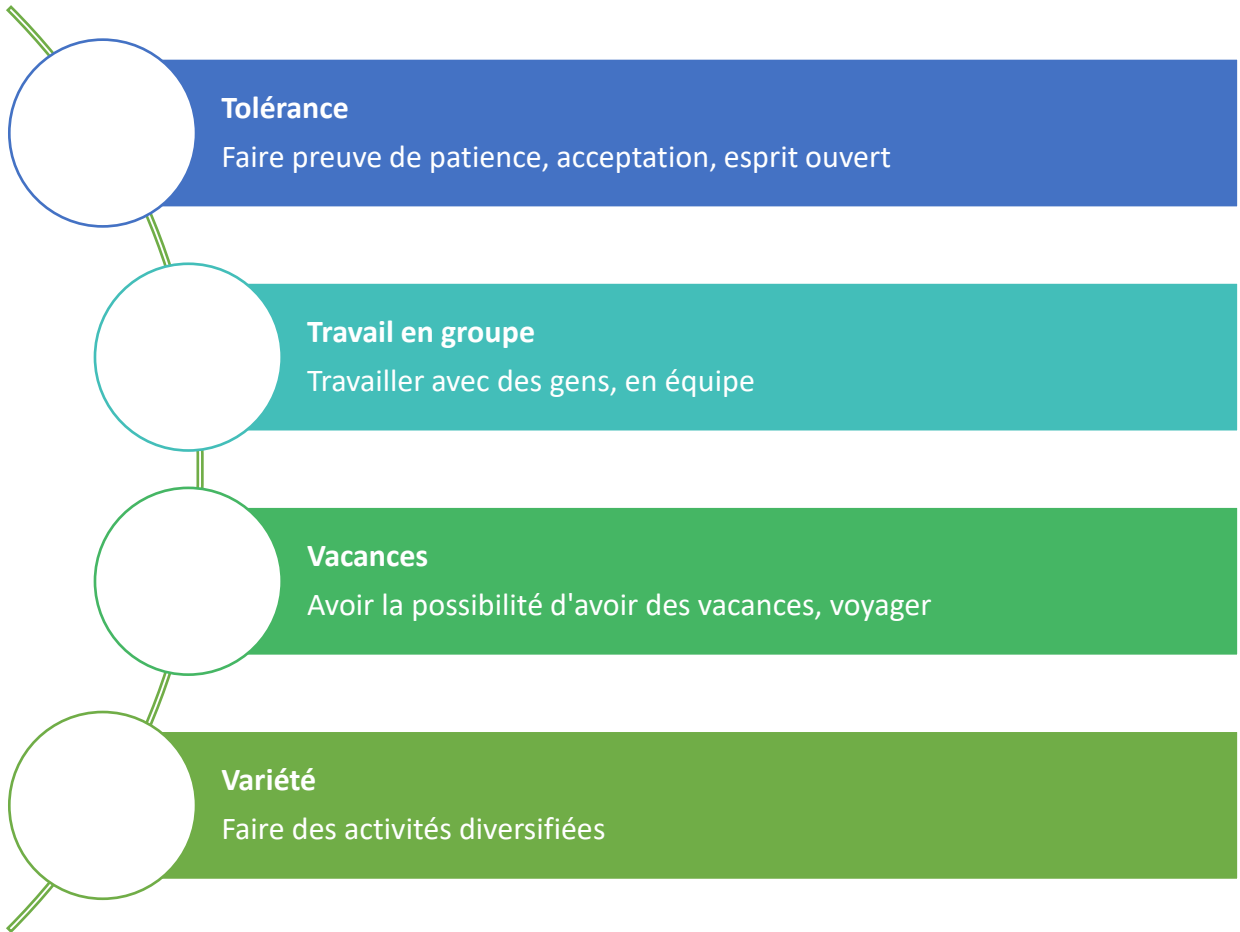 Tolérance
Faire preuve de patience, acceptation, esprit ouvert
Travail en groupe
Travailler avec des gens, en équipe
Vacances
Avoir la possibilité d'avoir des vacances, voyager
Variété
Faire des activités diversifiées